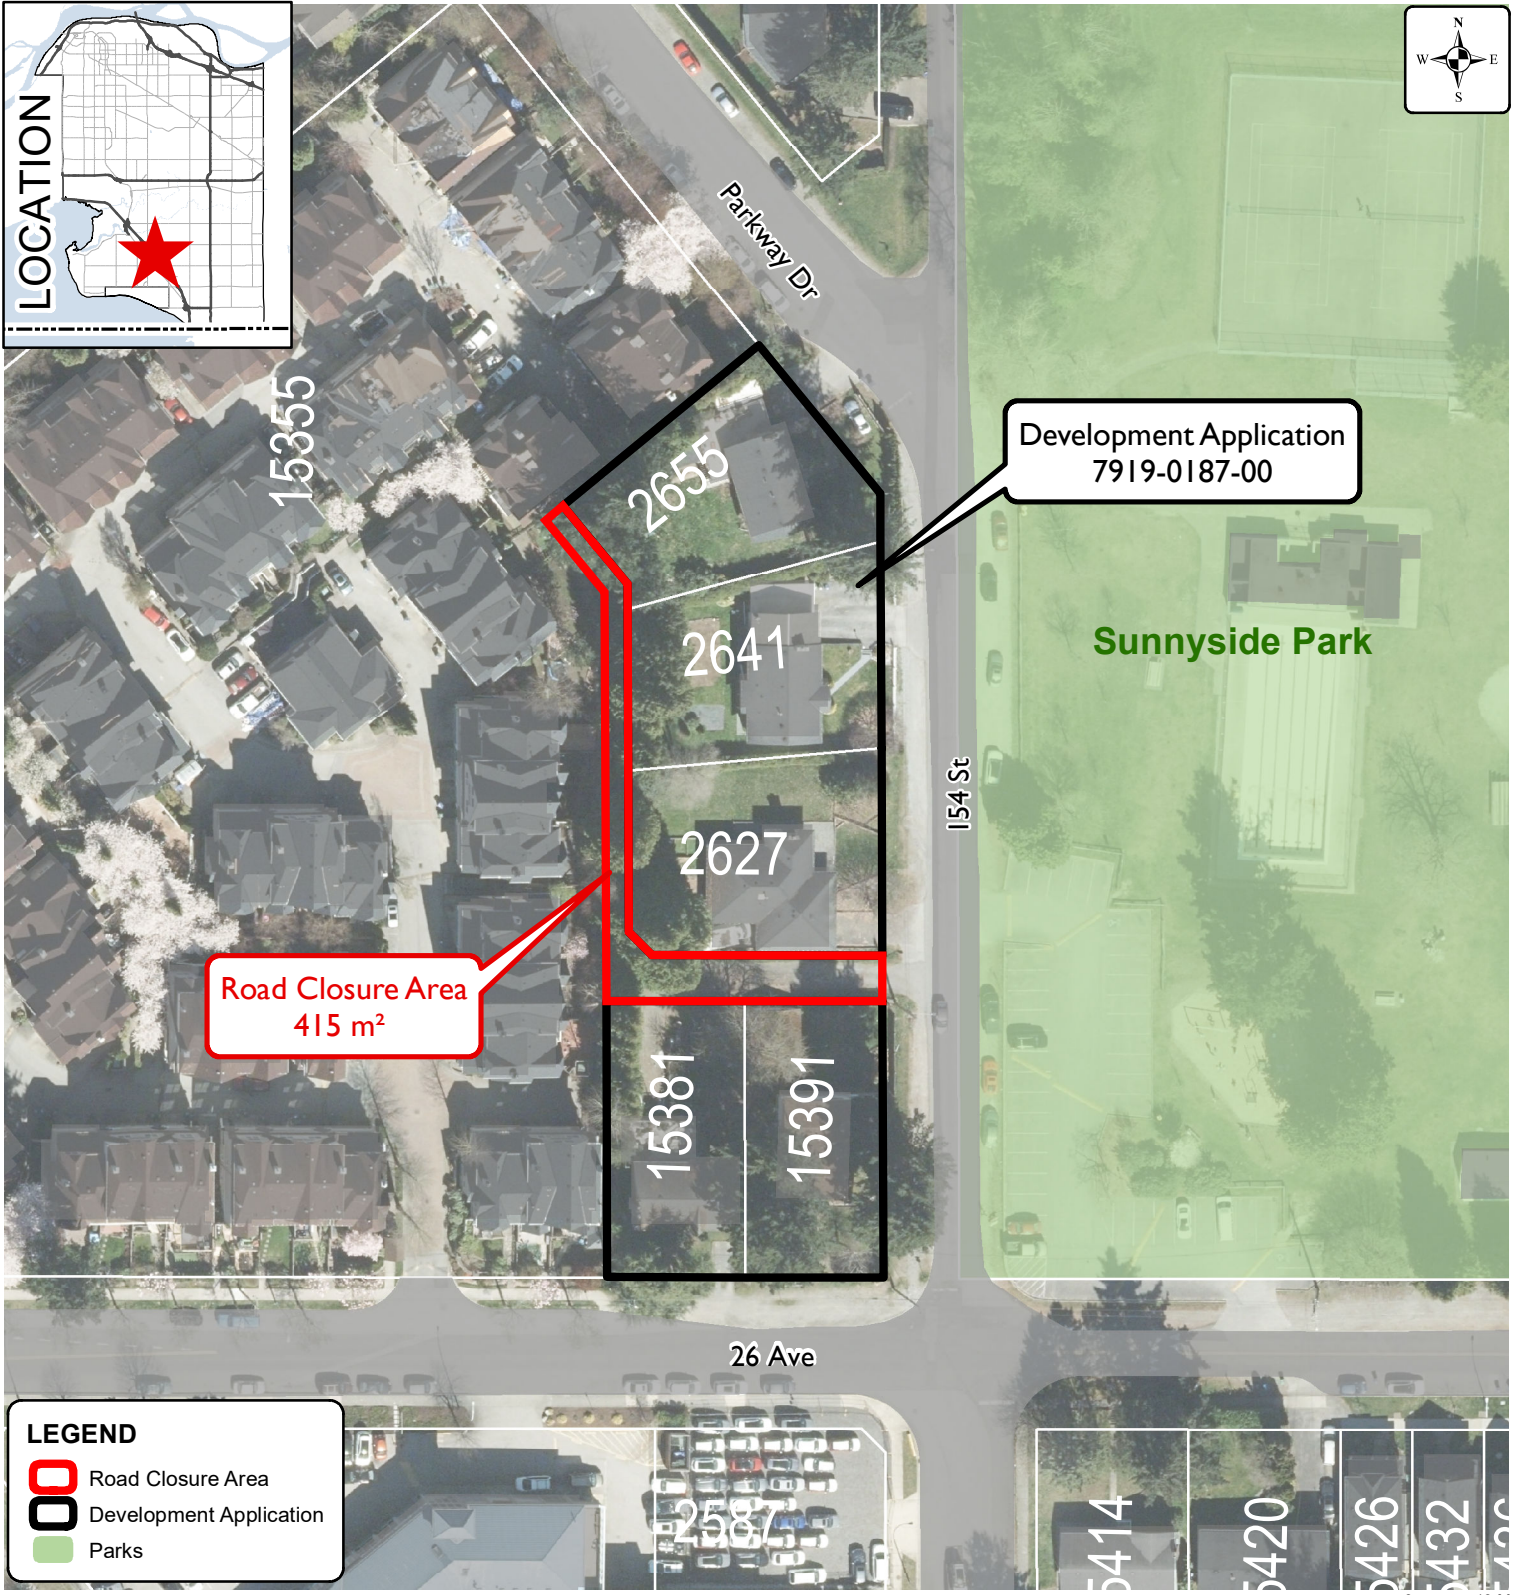 LOCATION
N
W E
S
Parkway Dr
15355
2655
Development Application
7919-0187-00
2641
Sunnyside Park
154 St
2627
Road Closure Area
415 m²
15381
15391
26 Ave
LEGEND
Road Closure Area
Development Application
Parks
2587
5414
5420
5426
5432